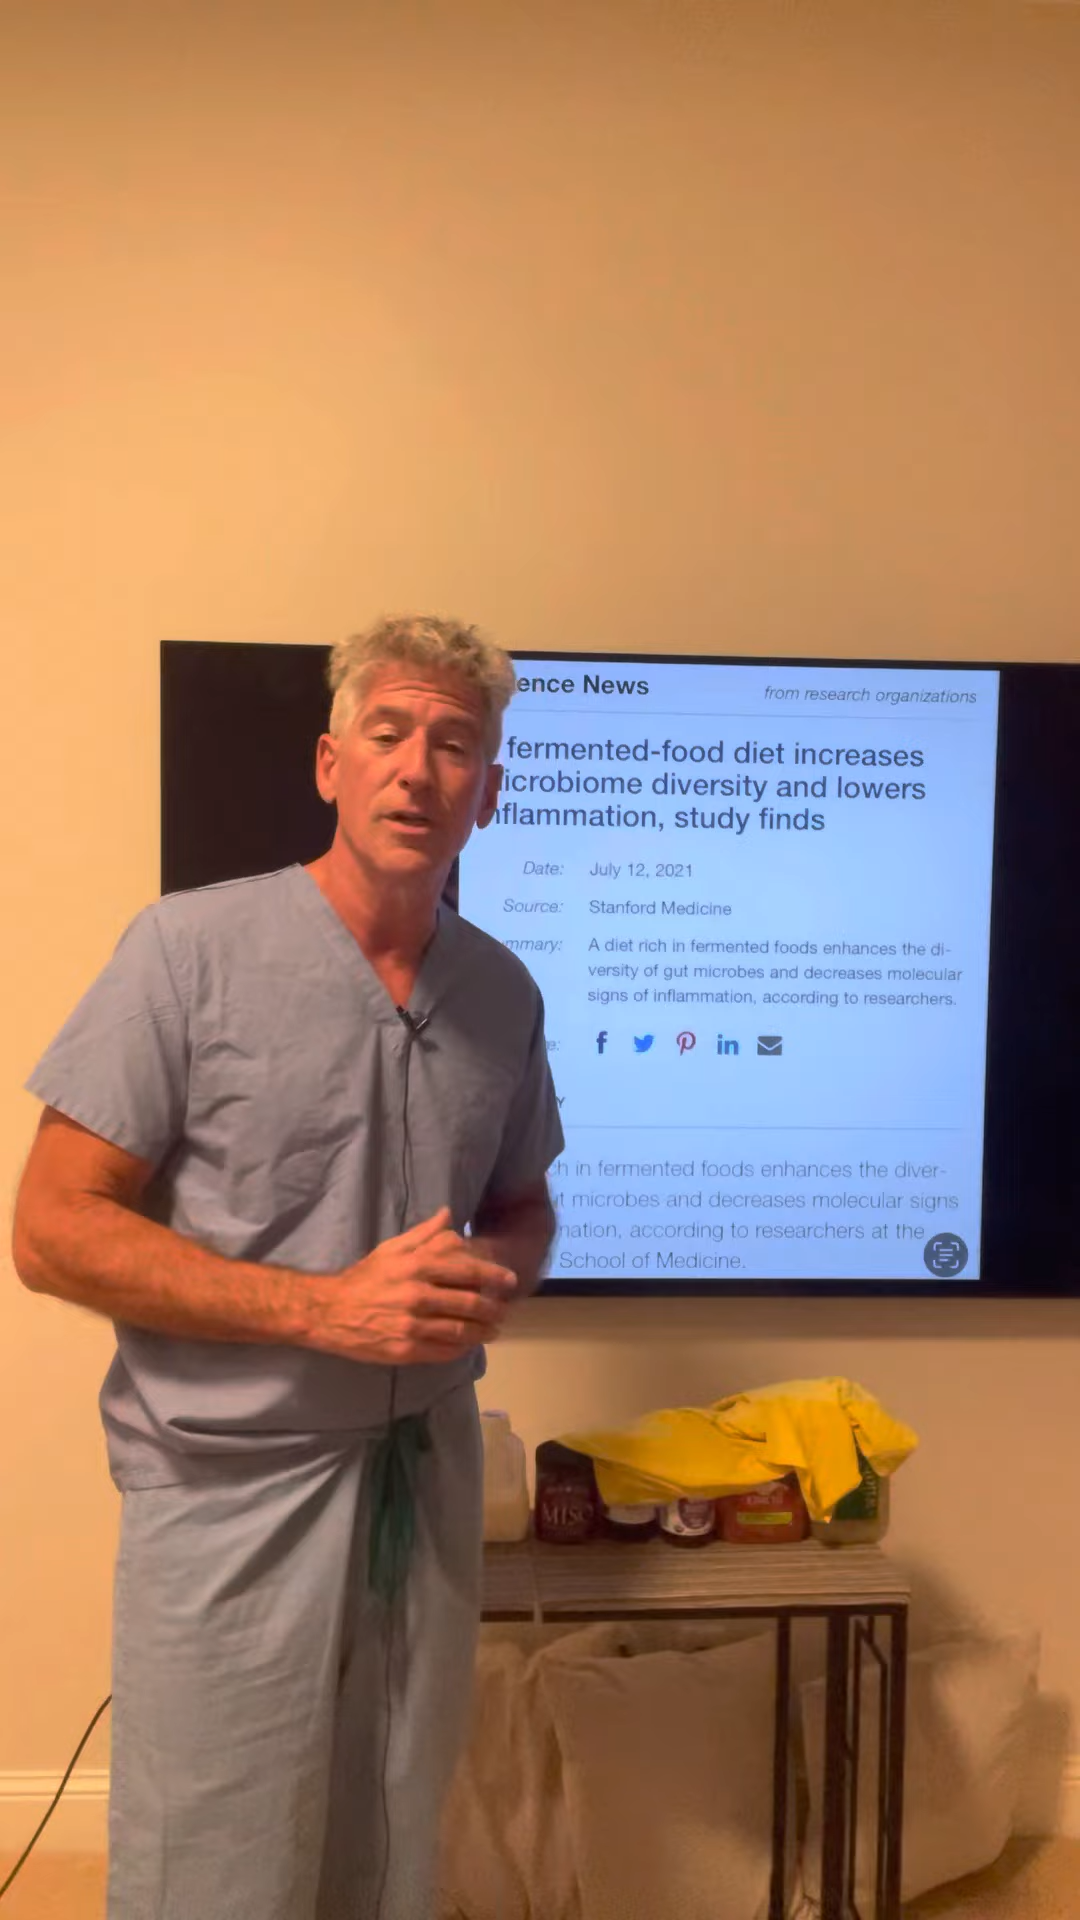 ence News
from research organizations
fermented-food diet increases
icrobiome diversity and lowers
nflammation, study finds
Date: July 12, 2021
Source: Stanford Medicine
mmary: A diet rich in fermented foods enhances the di-
versity of gut microbes and decreases molecular
signs of inflammation, according to researchers.
e:
f in
Y
ch in fermented foods enhances the diver-
ut microbes and decreases molecular signs
mation, according to researchers at the
School of Medicine.
MISO